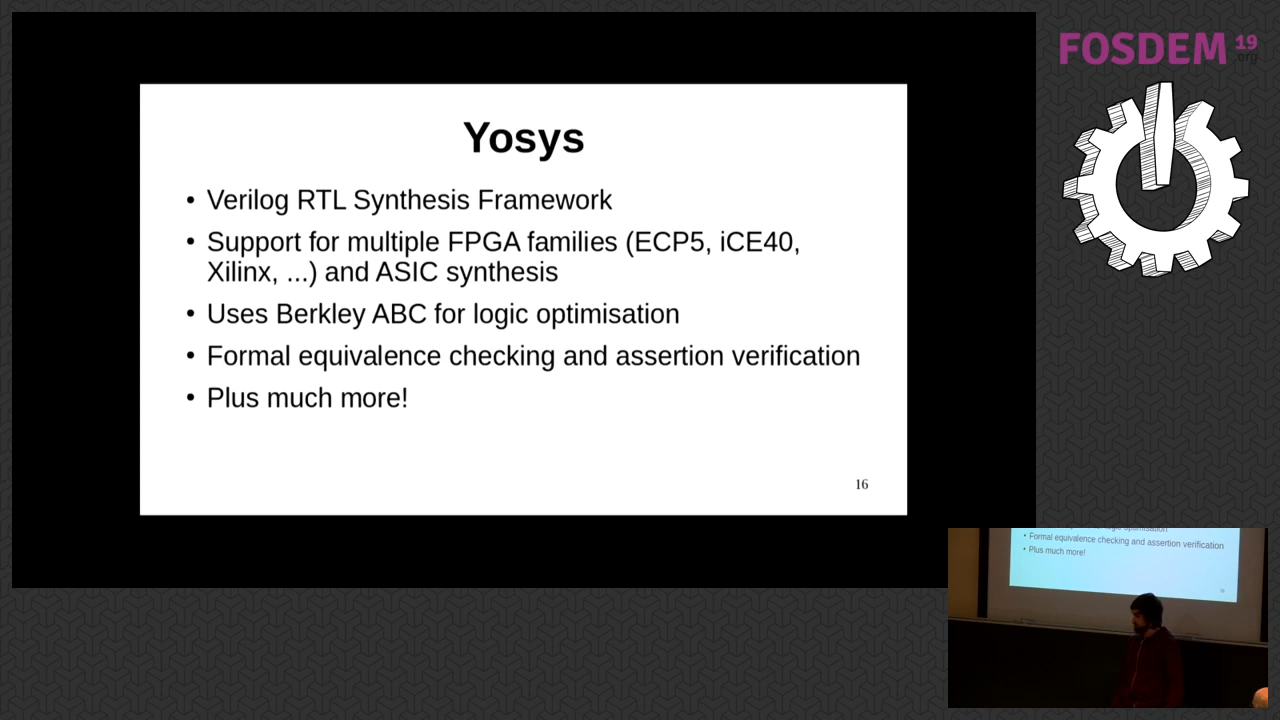 FOSDEM 19
.org
Yosys
• Verilog RTL Synthesis Framework
• Support for multiple FPGA families (ECP5, iCE40,
Xilinx, ...) and ASIC synthesis
• Uses Berkley ABC for logic optimisation
• Formal equivalence checking and assertion verification
• Plus much more!
16
logic optimisation
• Formal equivalence checking and assertion verification
• Plus much more!